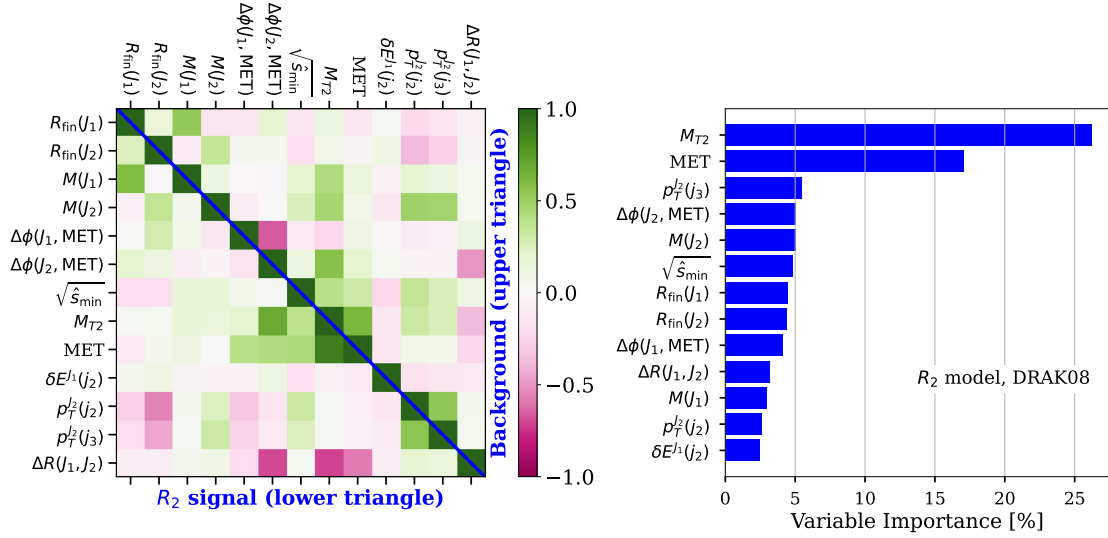 R_fin(J_1)
R_fin(J_2)
M(J_1)
M(J_2)
Δϕ(J_1, MET)
Δϕ(J_2, MET)
√ŝ_min
M_T2
MET
δE^{J_1}(j_2)
p_T^{J_2}(j_2)
p_T^{J_2}(j_3)
ΔR(J_1, J_2)
R_fin(J_1)
R_fin(J_2)
M(J_1)
M(J_2)
Δϕ(J_1, MET)
Δϕ(J_2, MET)
√ŝ_min
M_T2
MET
δE^{J_1}(j_2)
p_T^{J_2}(j_2)
p_T^{J_2}(j_3)
ΔR(J_1, J_2)
R_2 signal (lower triangle)
Background (upper triangle)
1.0
0.5
0.0
−0.5
−1.0
M_T2
MET
p_T^{J_2}(j_3)
Δϕ(J_2, MET)
M(J_2)
√ŝ_min
R_fin(J_1)
R_fin(J_2)
Δϕ(J_1, MET)
ΔR(J_1, J_2)
M(J_1)
p_T^{J_2}(j_2)
δE^{J_1}(j_2)
R_2 model, DRAK08
0 5 10 15 20 25
Variable Importance [%]